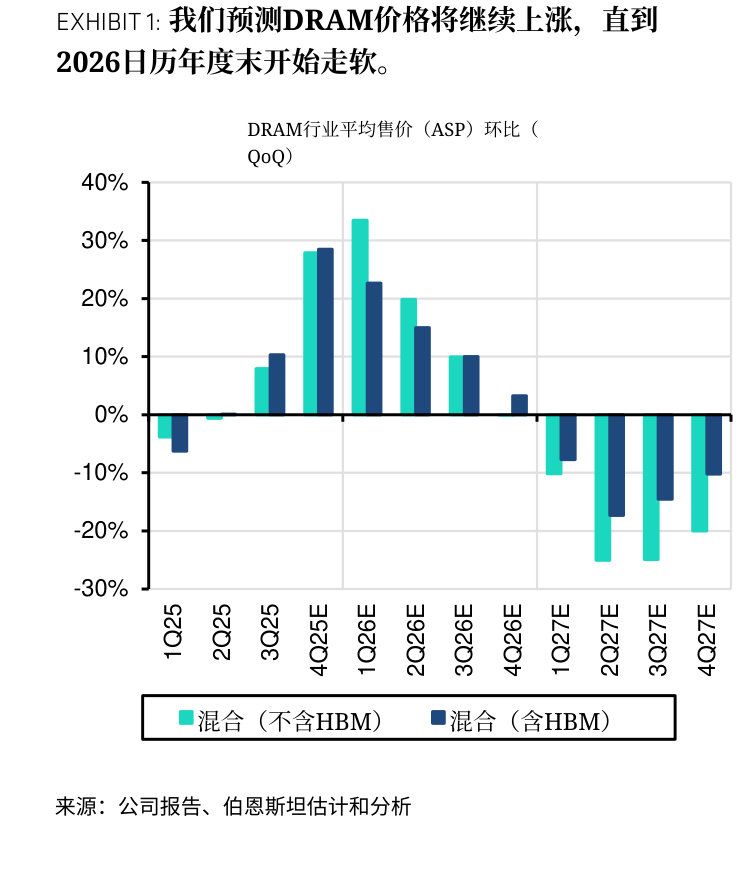 EXHIBIT 1: 我们预测DRAM价格将继续上涨，直到
2026日历年度末开始走软。
DRAM行业平均售价（ASP）环比（
QoQ）
40%
30%
20%
10%
0%
-10%
-20%
-30%
1Q25
2Q25
3Q25
4Q25E
1Q26E
2Q26E
3Q26E
4Q26E
1Q27E
2Q27E
3Q27E
4Q27E
混合（不含HBM）
混合（含HBM）
来源：公司报告、伯恩斯坦估计和分析